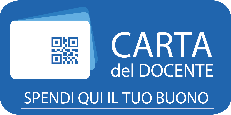 CARTA
del DOCENTE
SPENDI QUI IL TUO BUONO